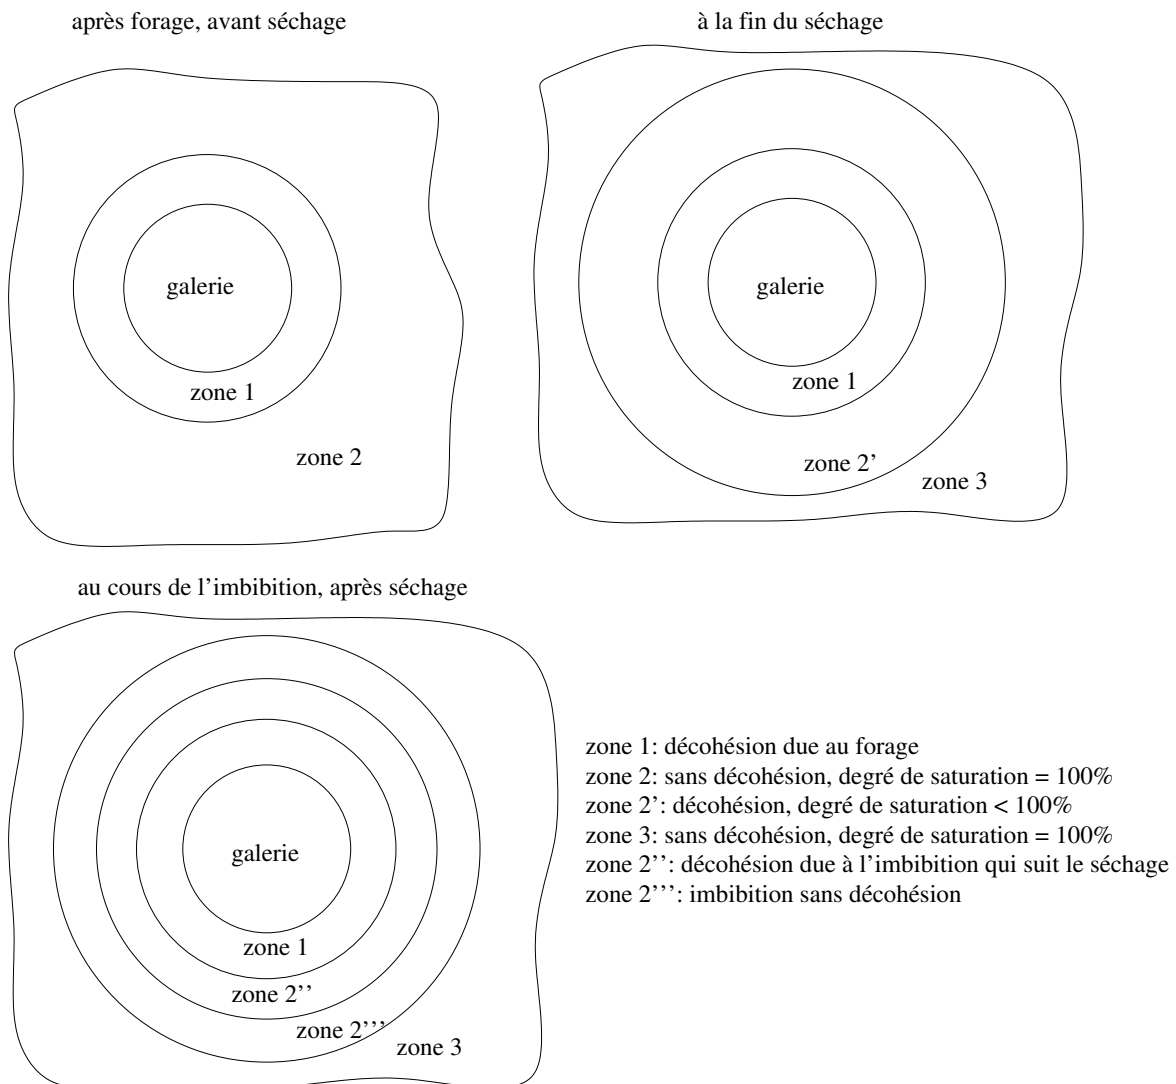 après forage, avant séchage
galerie
zone 1
zone 2
à la fin du séchage
galerie
zone 1
zone 2’
zone 3
au cours de l’imbibition, après séchage
galerie
zone 1
zone 2’’
zone 2’’’
zone 3
zone 1: décohésion due au forage
zone 2: sans décohésion, degré de saturation = 100%
zone 2’: décohésion, degré de saturation < 100%
zone 3: sans décohésion, degré de saturation = 100%
zone 2’’: décohésion due à l’imbibition qui suit le séchage
zone 2’’’: imbibition sans décohésion